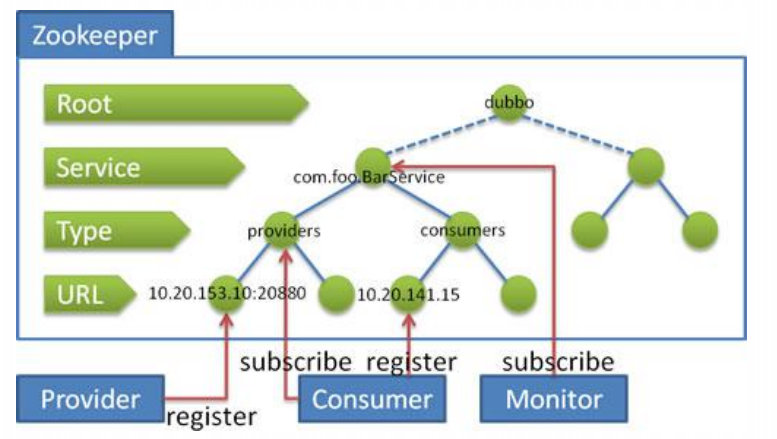 Zookeeper
Root
dubbo
Service
com.foo.BarService
Type
providers
consumers
URL
10.20.153.10:20880
10.20.141.15
subscribe
register
subscribe
Provider
register
Consumer
Monitor